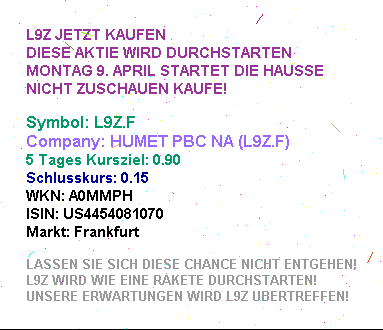 L9Z JETZT KAUFEN
DIESE AKTIE WIRD DURCHSTARTEN
MONTAG 9. APRIL STARTET DIE HAUSSE
NICHT ZUSCHAUEN KAUFE!
Symbol: L9Z.F
Company: HUMET PBC NA (L9Z.F)
5 Tages Kursziel: 0.90
Schlusskurs: 0.15
WKN: A0MMPH
ISIN: US4454081070
Markt: Frankfurt
LASSEN SIE SICH DIESE CHANCE NICHT ENTGEHEN!
L9Z WIRD WIE EINE RAKETE DURCHSTARTEN!
UNSERE ERWARTUNGEN WIRD L9Z UBERTREFFEN!